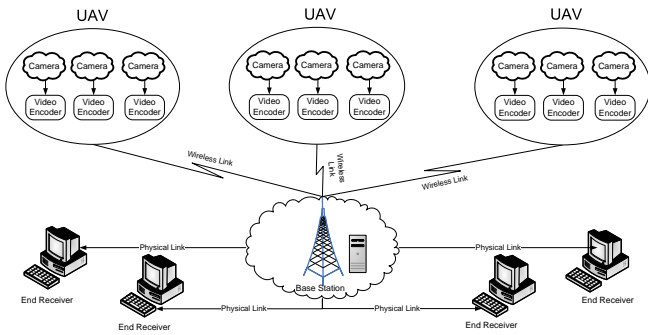 UAV
UAV
UAV
Camera
Camera
Camera
Camera
Camera
Camera
Camera
Camera
Camera
Video
Encoder
Video
Encoder
Video
Encoder
Video
Encoder
Video
Encoder
Video
Encoder
Video
Encoder
Video
Encoder
Video
Encoder
Wireless Link
Wireless
Link
Wireless Link
Physical Link
Physical Link
Base Station
End Receiver
End Receiver
Physical Link
Physical Link
End Receiver
End Receiver